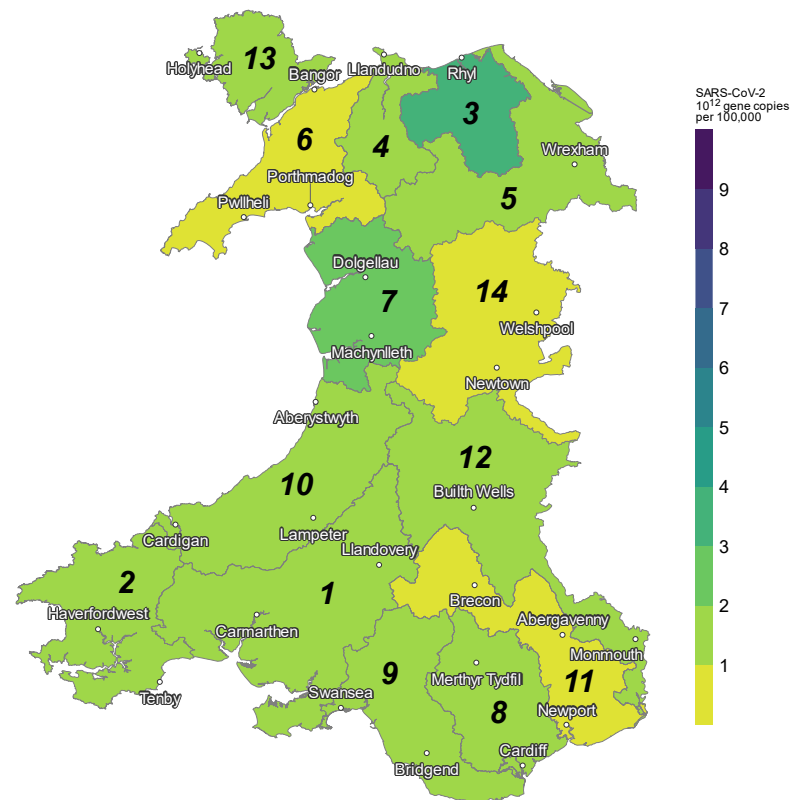 13
Holyhead
Bangor
Llandudno
Rhyl
3
6
4
Wrexham
Porthmadog
Pwllheli
5
Dolgellau
7
14
Welshpool
Machynlleth
Newtown
Aberystwyth
12
10
Builth Wells
Cardigan
Lampeter
Llandovery
2
1
Brecon
Haverfordwest
Abergavenny
Carmarthen
Monmouth
9
Merthyr Tydfil
11
Tenby
Swansea
8
Newport
Cardiff
Bridgend
SARS-CoV-2
10¹² gene copies
per 100,000
9
8
7
6
5
4
3
2
1